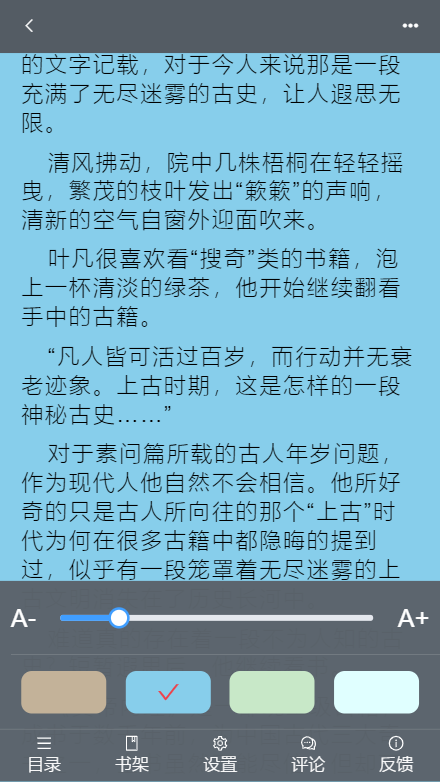 的文字记载，对于今人来说那是一段
充满了无尽迷雾的古史，让人遐思无
限。
清风拂动，院中几株梧桐在轻轻摇
曳，繁茂的枝叶发出“簌簌”的声响，
清新的空气自窗外迎面吹来。
叶凡很喜欢看“搜奇”类的书籍，泡
上一杯清淡的绿茶，他开始继续翻看
手中的古籍。
“凡人皆可活过百岁，而行动并无衰
老迹象。上古时期，这是怎样的一段
神秘古史……”
对于素问篇所载的古人年岁问题，
作为现代人他自然不会相信。他所好
奇的只是古人所向往的那个“上古”时
代为何在很多古籍中都隐晦的提到
过，似乎有一段笼罩着无尽迷雾的上
A- A+
目录 书架 设置 评论 反馈